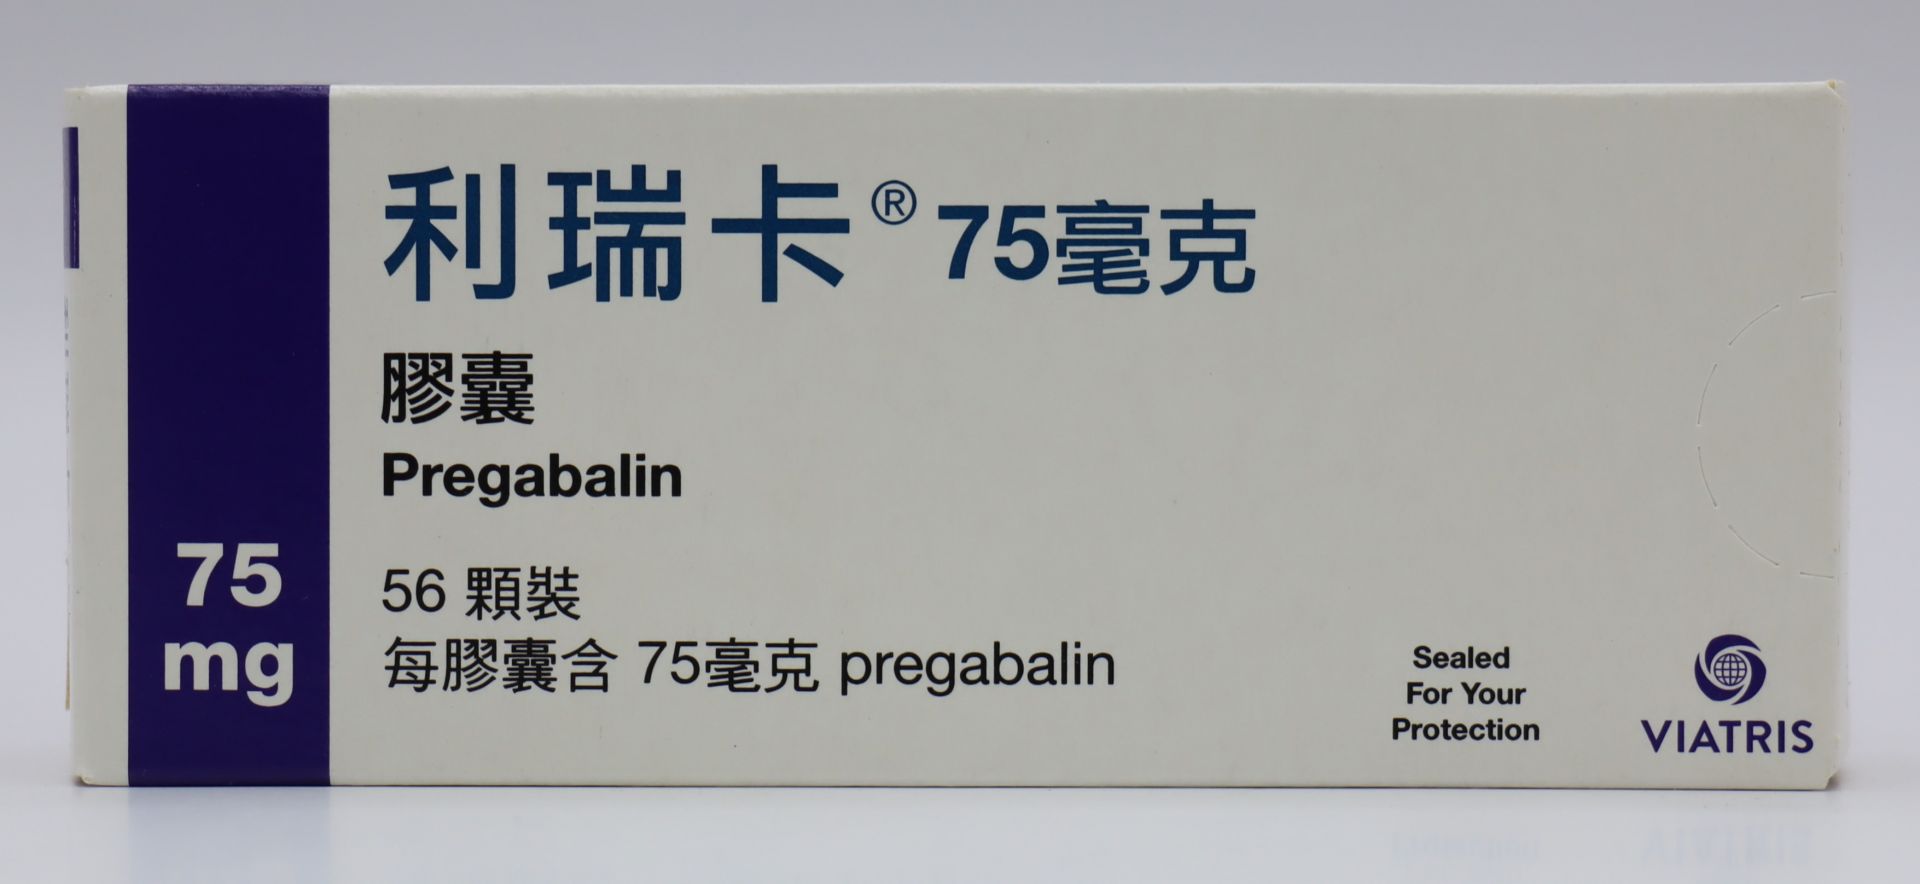 利瑞卡® 75毫克
膠囊
Pregabalin
75
mg
56 顆裝
每膠囊含 75毫克 pregabalin
Sealed
For Your
Protection
VIATRIS